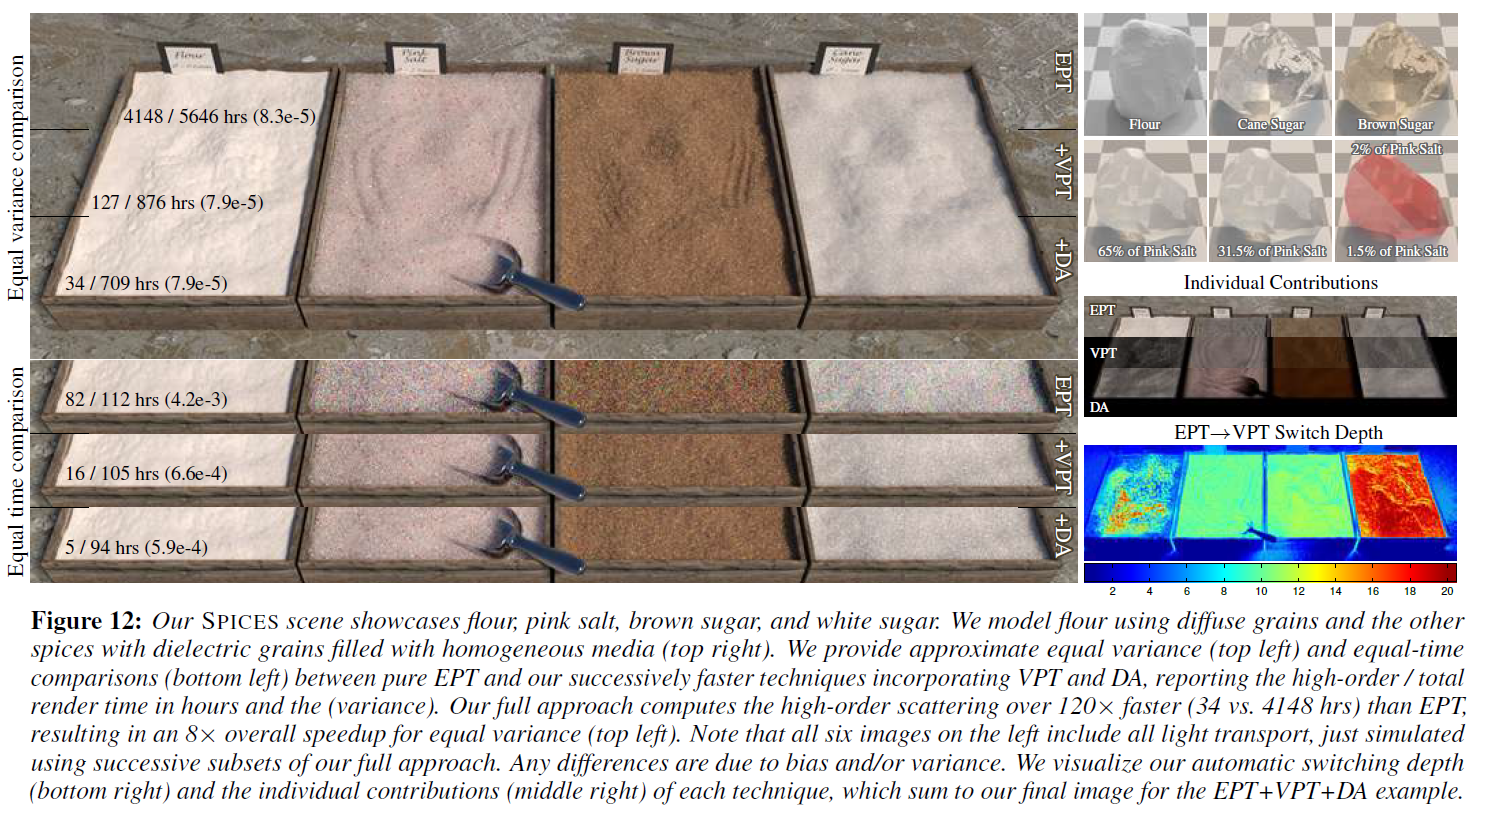 Equal variance comparison
Flour
Pink
Salt
Brown
Sugar
Cane
Sugar
4148 / 5646 hrs (8.3e-5)
127 / 876 hrs (7.9e-5)
34 / 709 hrs (7.9e-5)
EPT
+VPT
+DA
Equal time comparison
82 / 112 hrs (4.2e-3)
16 / 105 hrs (6.6e-4)
5 / 94 hrs (5.9e-4)
EPT
+VPT
+DA
Flour
Cane Sugar
Brown Sugar
2% of Pink Salt
65% of Pink Salt
31.5% of Pink Salt
1.5% of Pink Salt
Individual Contributions
EPT
VPT
DA
EPT→VPT Switch Depth
2 4 6 8 10 12 14 16 18 20
Figure 12: Our SPICES scene showcases flour, pink salt, brown sugar, and white sugar. We model flour using diffuse grains and the other
spices with dielectric grains filled with homogeneous media (top right). We provide approximate equal variance (top left) and equal-time
comparisons (bottom left) between pure EPT and our successively faster techniques incorporating VPT and DA, reporting the high-order / total
render time in hours and the (variance). Our full approach computes the high-order scattering over 120× faster (34 vs. 4148 hrs) than EPT,
resulting in an 8× overall speedup for equal variance (top left). Note that all six images on the left include all light transport, just simulated
using successive subsets of our full approach. Any differences are due to bias and/or variance. We visualize our automatic switching depth
(bottom right) and the individual contributions (middle right) of each technique, which sum to our final image for the EPT+VPT+DA example.